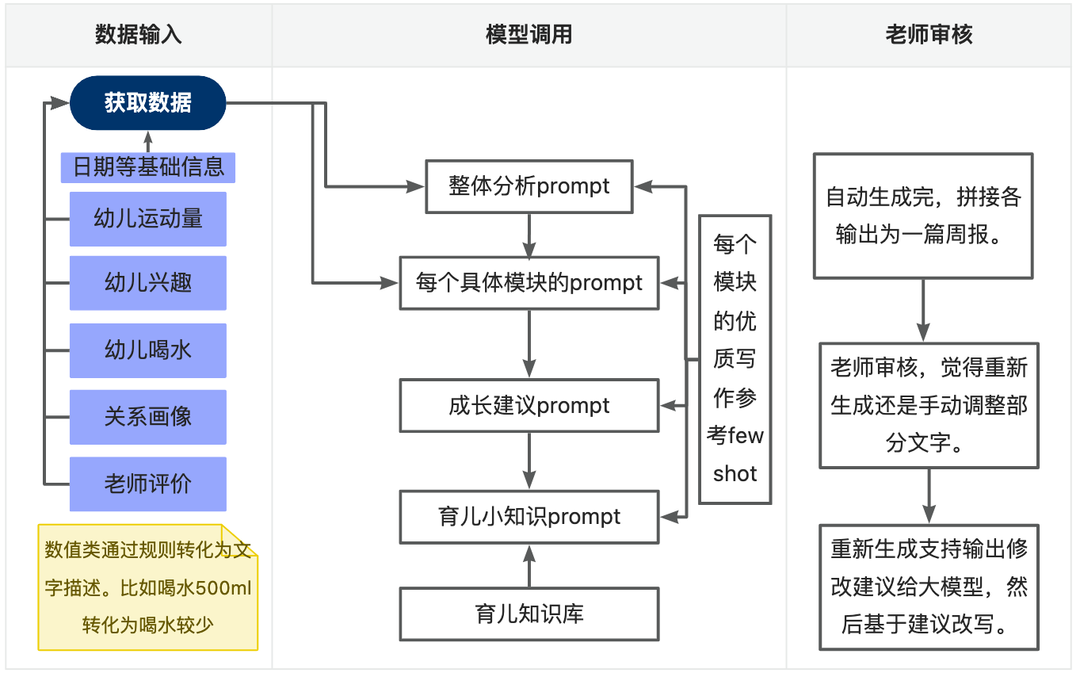 数据输入
模型调用
老师审核
获取数据
日期等基础信息
幼儿运动量
幼儿兴趣
幼儿喝水
关系画像
老师评价
数值类通过规则转化为文
字描述。比如喝水500ml
转化为喝水较少
整体分析prompt
每个具体模块的prompt
成长建议prompt
育儿小知识prompt
育儿知识库
每个
模块
的优
质写
作参
考few
shot
自动生成完，拼接各
输出为一篇周报。
老师审核，觉得重新
生成还是手动调整部
分文字。
重新生成支持输出修
改建议给大模型，然
后基于建议改写。